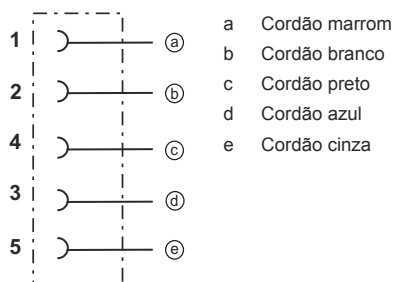 1 a
2 b
4 c
3 d
5 e
a Cordão marrom
b Cordão branco
c Cordão preto
d Cordão azul
e Cordão cinza